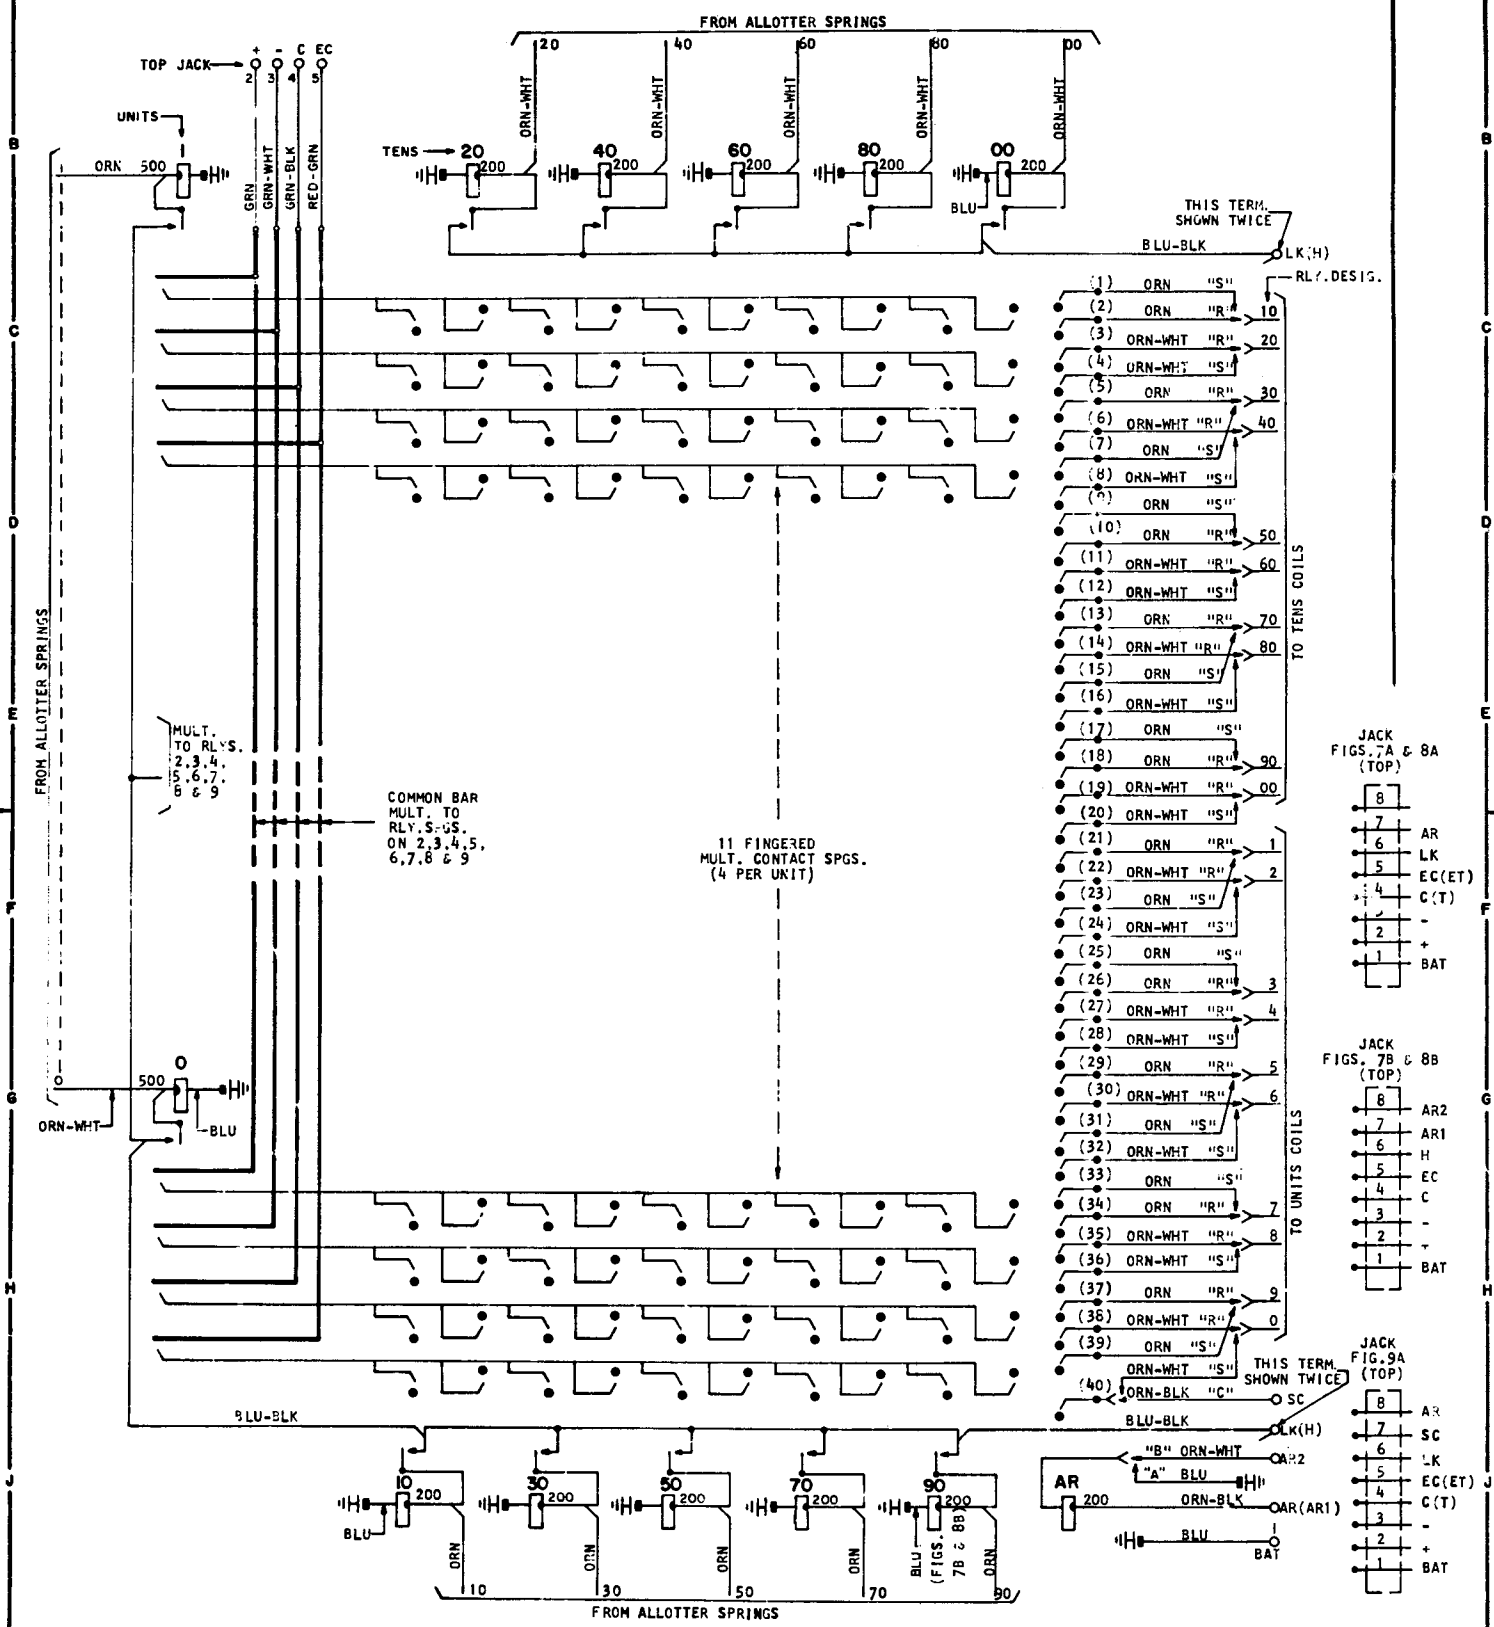 FROM ALLOTTER SPRINGS
20 40 60 80 00
+ - C EC
TOP JACK
2 3 4 5
UNITS
1
ORN 500
GRN
GRN-WHT
GRN-BLK
RED-GRN
ORN-WHT ORN-WHT ORN-WHT ORN-WHT ORN-WHT
TENS 20 40 60 80 00
200 200 200 200 200
BLU
THIS TERM.
SHOWN TWICE
BLU-BLK LK(H)
RLY.DESIG.
(1) ORN "S"
(2) ORN "R" 10
(3) ORN-WHT "R" 20
(4) ORN-WHT "S"
(5) ORN "R" 30
(6) ORN-WHT "R" 40
(7) ORN "S"
(8) ORN-WHT "S"
(9) ORN "S"
(10) ORN "R" 50
(11) ORN-WHT "R" 60
(12) ORN-WHT "S"
(13) ORN "R" 70
(14) ORN-WHT "R" 80
(15) ORN "S"
(16) ORN-WHT "S"
(17) ORN "S"
(18) ORN "R" 90
(19) ORN-WHT "R" 00
(20) ORN-WHT "S"
TO TENS COILS
(21) ORN "R" 1
(22) ORN-WHT "R" 2
(23) ORN "S"
(24) ORN-WHT "S"
(25) ORN "S"
(26) ORN "R" 3
(27) ORN-WHT "R" 4
(28) ORN-WHT "S"
(29) ORN "R" 5
(30) ORN-WHT "R" 6
(31) ORN "S"
(32) ORN-WHT "S"
(33) ORN "S"
(34) ORN "R" 7
(35) ORN-WHT "R" 8
(36) ORN-WHT "S"
(37) ORN "R" 9
(38) ORN-WHT "R" 0
(39) ORN "S"
ORN-WHT "S"
(40) ORN-BLK "C" SC
TO UNITS COILS
THIS TERM.
SHOWN TWICE
BLU-BLK LK(H)
"B" ORN-WHT AR2
"A" BLU
AR 200 ORN-BLK AR(AR1)
BLU
BAT
FROM ALLOTTER SPRINGS
MULT.
TO RLYS.
2,3,4,
5,6,7,
8 & 9
COMMON BAR
MULT. TO
RLY.SPGS.
ON 2,3,4,5,
6,7,8 & 9
11 FINGERED
MULT. CONTACT SPGS.
(4 PER UNIT)
0
0
500
ORN-WHT
BLU
BLU-BLK
10 30 50 70 90
200 200 200 200 200
BLU
BLU
(FIGS.
7B & 8B)
ORN ORN ORN ORN ORN
10 30 50 70 90
FROM ALLOTTER SPRINGS
JACK
FIGS.7A & 8A
(TOP)
8
7 AR
6 LK
5 EC(ET)
4 C(T)
3 -
2 +
1 BAT
JACK
FIGS. 7B & 8B
(TOP)
8 AR2
7 AR1
6 H
5 EC
4 C
3 -
2 +
1 BAT
JACK
FIG.9A
(TOP)
8 AR
7 SC
6 LK
5 EC(ET)
4 C(T)
3 -
2 +
1 BAT
B B
C C
D D
E E
F F
G G
H H
J J